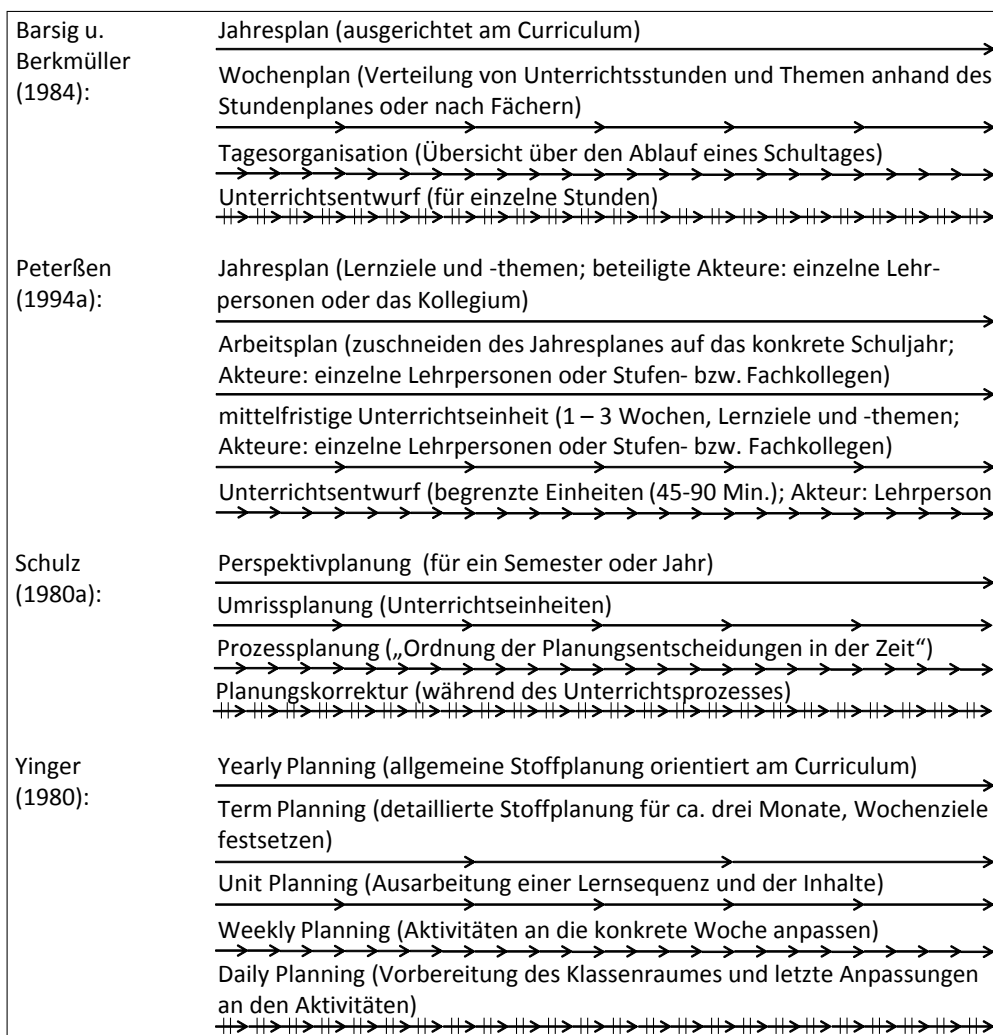 Barsig u. Jahresplan (ausgerichtet am Curriculum)
Berkmüller
(1984):
Wochenplan (Verteilung von Unterrichtsstunden und Themen anhand des
Stundenplanes oder nach Fächern)
Tagesorganisation (Übersicht über den Ablauf eines Schultages)
Unterrichtsentwurf (für einzelne Stunden)
Peterßen Jahresplan (Lernziele und -themen; beteiligte Akteure: einzelne Lehr-
(1994a): personen oder das Kollegium)
Arbeitsplan (zuschneiden des Jahresplanes auf das konkrete Schuljahr;
Akteure: einzelne Lehrpersonen oder Stufen- bzw. Fachkollegen)
mittelfristige Unterrichtseinheit (1 – 3 Wochen, Lernziele und -themen;
Akteure: einzelne Lehrpersonen oder Stufen- bzw. Fachkollegen)
Unterrichtsentwurf (begrenzte Einheiten (45-90 Min.); Akteur: Lehrperson
Schulz Perspektivplanung (für ein Semester oder Jahr)
(1980a):
Umrissplanung (Unterrichtseinheiten)
Prozessplanung („Ordnung der Planungsentscheidungen in der Zeit“)
Planungskorrektur (während des Unterrichtsprozesses)
Yinger Yearly Planning (allgemeine Stoffplanung orientiert am Curriculum)
(1980):
Term Planning (detaillierte Stoffplanung für ca. drei Monate, Wochenziele
festsetzen)
Unit Planning (Ausarbeitung einer Lernsequenz und der Inhalte)
Weekly Planning (Aktivitäten an die konkrete Woche anpassen)
Daily Planning (Vorbereitung des Klassenraumes und letzte Anpassungen
an den Aktivitäten)